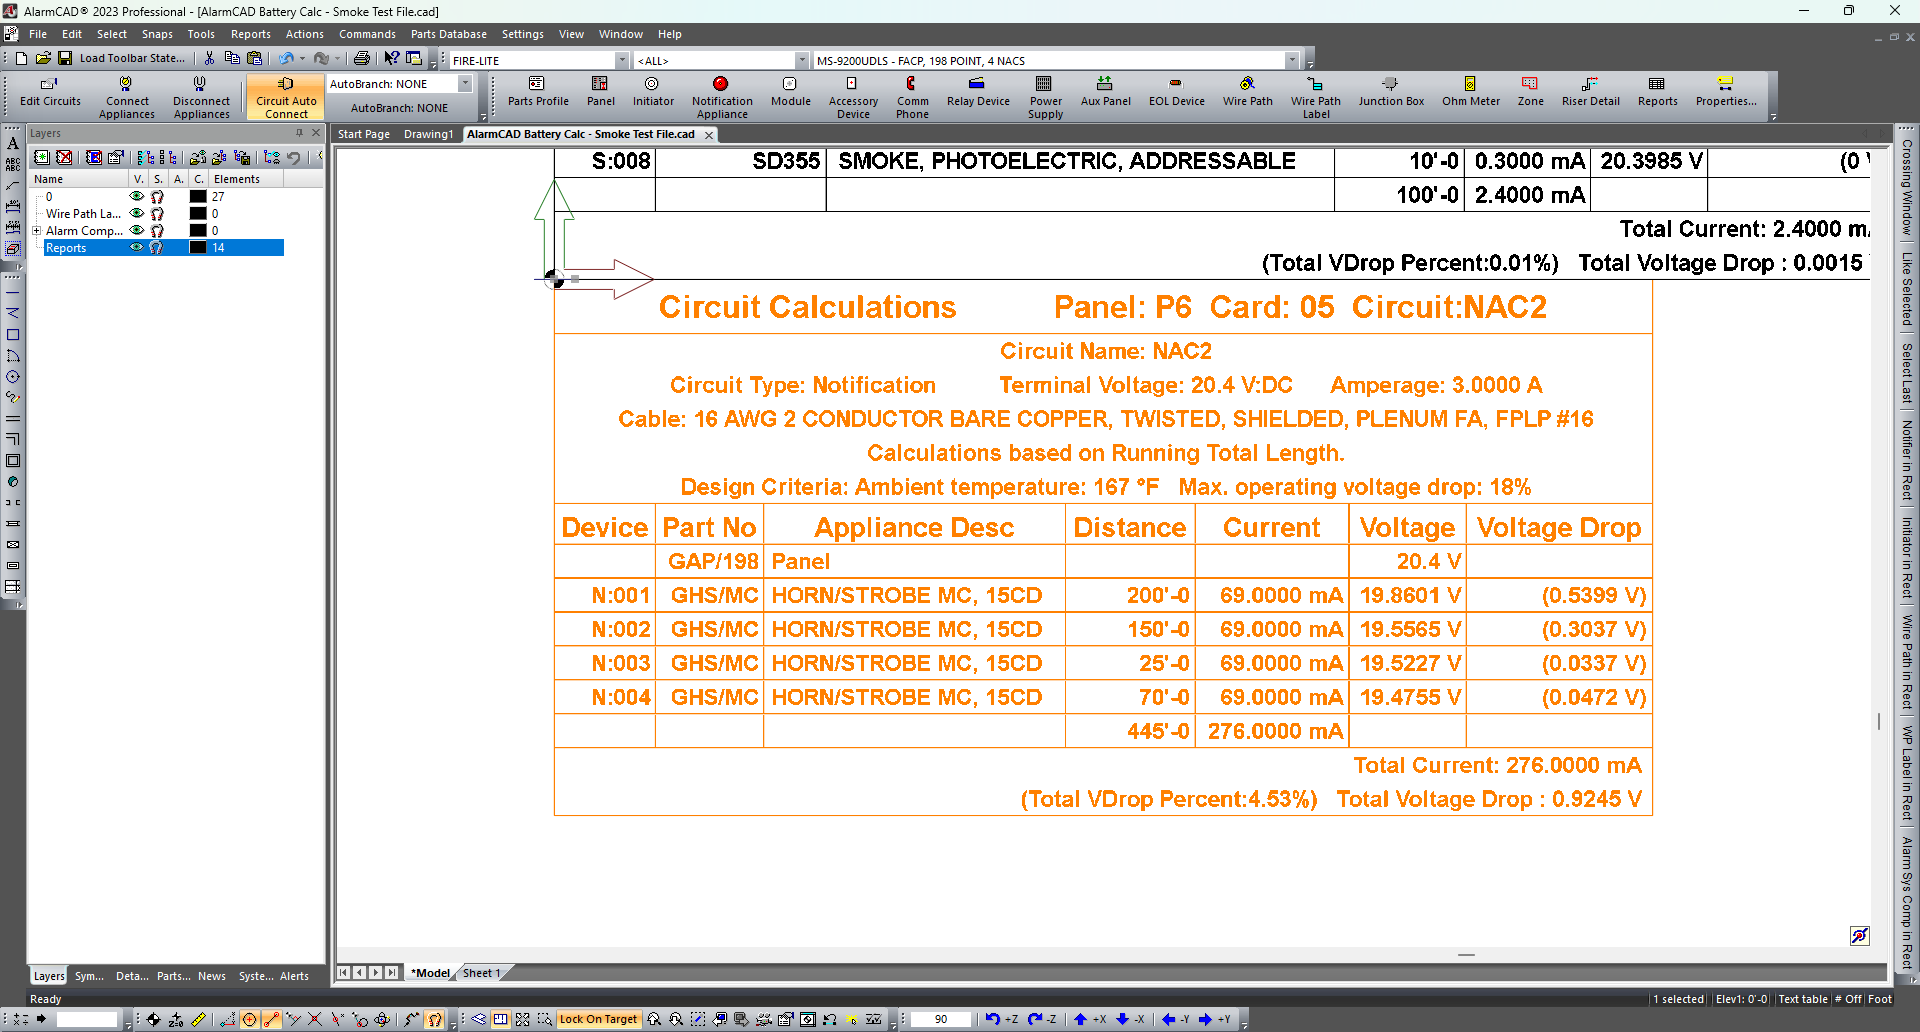 AlarmCAD® 2023 Professional - [AlarmCAD Battery Calc - Smoke Test File.cad]
File Edit Select Snaps Tools Reports Actions Commands Parts Database Settings View Window Help
Load Toolbar State... FIRE-LITE <ALL> MS-9200UDLS - FACP, 198 POINT, 4 NACS
Edit Circuits Connect Appliances Disconnect Appliances Circuit Auto Connect AutoBranch: NONE AutoBranch: NONE Parts Profile Panel Initiator Notification Appliance Module Accessory Device Comm Phone Relay Device Power Supply Aux Panel EOL Device Wire Path Wire Path Label Junction Box Ohm Meter Zone Riser Detail Reports Properties...
Layers
Start Page Drawing1 AlarmCAD Battery Calc - Smoke Test File.cad
Name V. S. A. C. Elements
0 27
Wire Path La... 0
Alarm Comp... 0
Reports 14
S:008 SD355 SMOKE, PHOTOELECTRIC, ADDRESSABLE 10'-0 0.3000 mA 20.3985 V (0 V
100'-0 2.4000 mA
Total Current: 2.4000 m
(Total VDrop Percent:0.01%) Total Voltage Drop : 0.0015
Circuit Calculations Panel: P6 Card: 05 Circuit:NAC2
Circuit Name: NAC2
Circuit Type: Notification Terminal Voltage: 20.4 V:DC Amperage: 3.0000 A
Cable: 16 AWG 2 CONDUCTOR BARE COPPER, TWISTED, SHIELDED, PLENUM FA, FPLP #16
Calculations based on Running Total Length.
Design Criteria: Ambient temperature: 167 °F Max. operating voltage drop: 18%
Device Part No Appliance Desc Distance Current Voltage Voltage Drop
GAP/198 Panel 20.4 V
N:001 GHS/MC HORN/STROBE MC, 15CD 200'-0 69.0000 mA 19.8601 V (0.5399 V)
N:002 GHS/MC HORN/STROBE MC, 15CD 150'-0 69.0000 mA 19.5565 V (0.3037 V)
N:003 GHS/MC HORN/STROBE MC, 15CD 25'-0 69.0000 mA 19.5227 V (0.0337 V)
N:004 GHS/MC HORN/STROBE MC, 15CD 70'-0 69.0000 mA 19.4755 V (0.0472 V)
445'-0 276.0000 mA
Total Current: 276.0000 mA
(Total VDrop Percent:4.53%) Total Voltage Drop : 0.9245 V
Crossing Window
Like Selected
Select Last
Notifier in Rect
Initiator in Rect
Wire Path in Rect
WP Label in Rect
Alarm Sys Comp in Rect
Layers Sym... Deta... Parts... News Syste... Alerts
*Model Sheet 1
Ready 1 selected Elev1: 0'-0 Text table # Off Foot
Lock On Target 90 +Z -Z +X -X -Y +Y